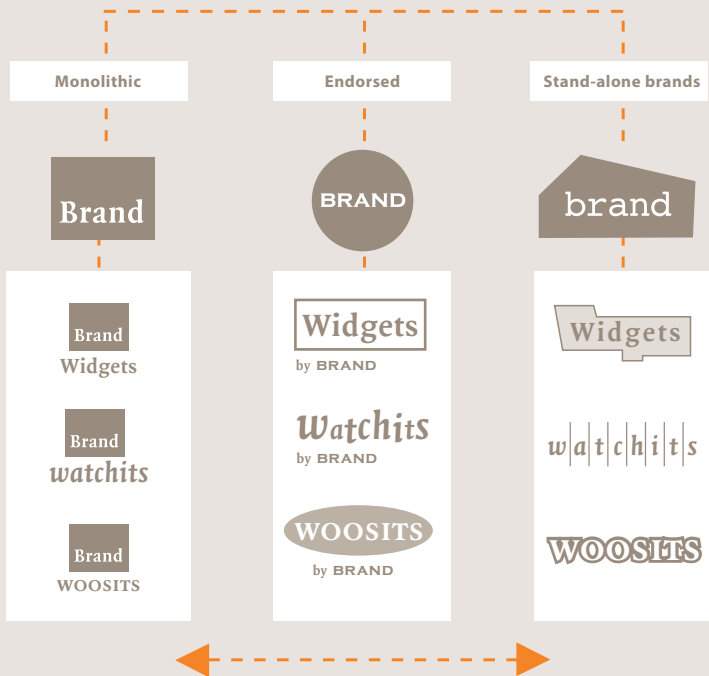 Monolithic
Endorsed
Stand-alone brands
Brand
BRAND
brand
Brand
Widgets
Brand
watchits
Brand
WOOSITS
Widgets
by BRAND
watchits
by BRAND
WOOSITS
by BRAND
Widgets
watchits
WOOSITS